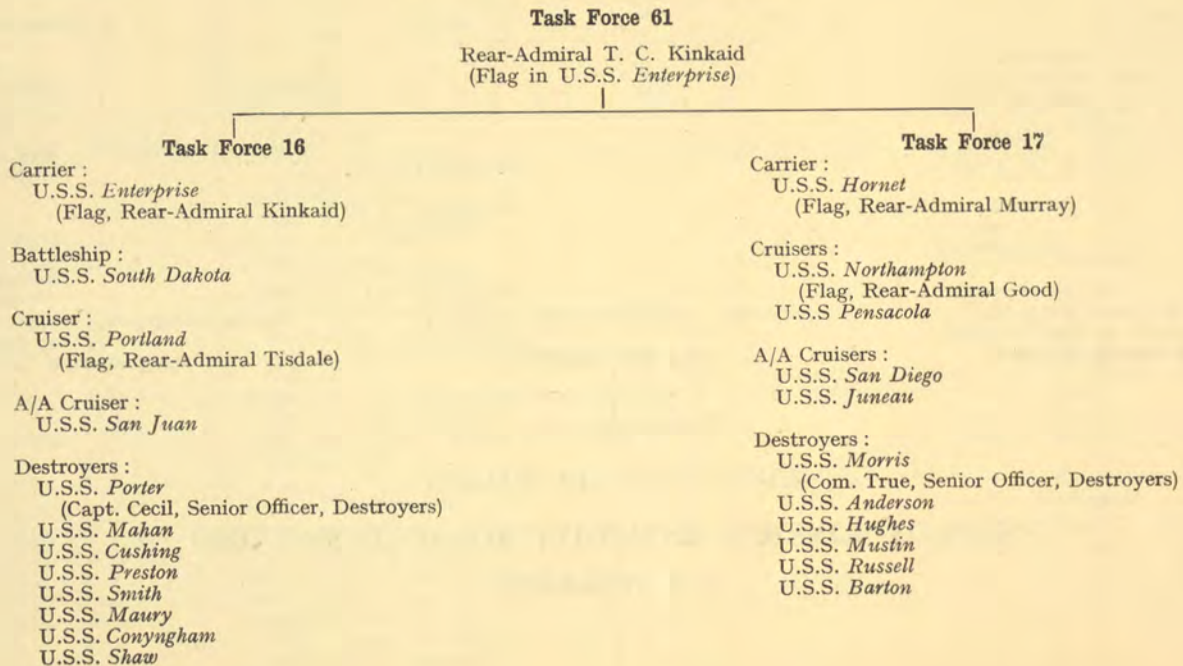 Task Force 61
Rear-Admiral T. C. Kinkaid
(Flag in U.S.S. Enterprise)
Task Force 16
Carrier :
U.S.S. Enterprise
(Flag, Rear-Admiral Kinkaid)
Battleship :
U.S.S. South Dakota
Cruiser :
U.S.S. Portland
(Flag, Rear-Admiral Tisdale)
A/A Cruiser :
U.S.S. San Juan
Destroyers :
U.S.S. Porter
(Capt. Cecil, Senior Officer, Destroyers)
U.S.S. Mahan
U.S.S. Cushing
U.S.S. Preston
U.S.S. Smith
U.S.S. Maury
U.S.S. Conyngham
U.S.S. Shaw
Task Force 17
Carrier :
U.S.S. Hornet
(Flag, Rear-Admiral Murray)
Cruisers :
U.S.S. Northampton
(Flag, Rear-Admiral Good)
U.S.S Pensacola
A/A Cruisers :
U.S.S. San Diego
U.S.S. Juneau
Destroyers :
U.S.S. Morris
(Com. True, Senior Officer, Destroyers)
U.S.S. Anderson
U.S.S. Hughes
U.S.S. Mustin
U.S.S. Russell
U.S.S. Barton